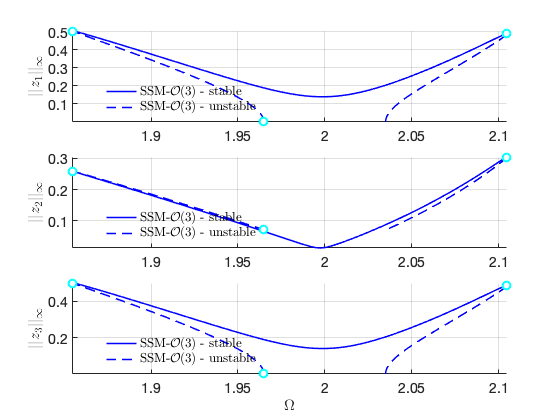 0.5
0.4
0.3
0.2
0.1
||z₁||∞
SSM-𝒪(3) - stable
SSM-𝒪(3) - unstable
1.9
1.95
2
2.05
2.1
0.3
0.2
0.1
||z₂||∞
SSM-𝒪(3) - stable
SSM-𝒪(3) - unstable
1.9
1.95
2
2.05
2.1
0.4
0.2
||z₃||∞
SSM-𝒪(3) - stable
SSM-𝒪(3) - unstable
1.9
1.95
2
2.05
2.1
Ω